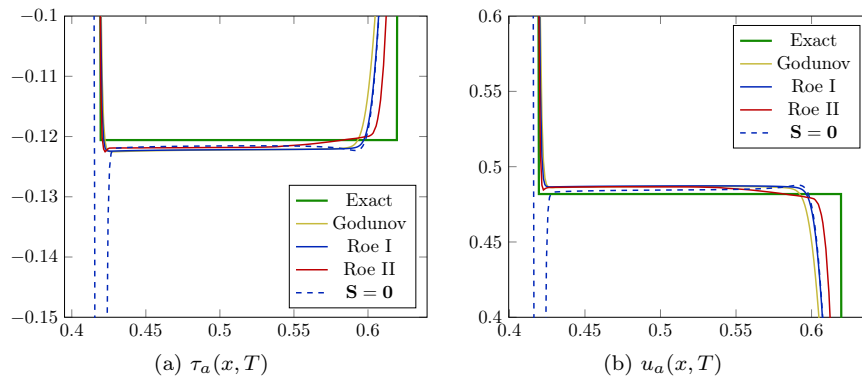 −0.1
−0.11
−0.12
−0.13
−0.14
−0.15
0.4
0.45
0.5
0.55
0.6
Exact
Godunov
Roe I
Roe II
S = 0
(a) τa(x, T)
0.6
0.55
0.5
0.45
0.4
0.4
0.45
0.5
0.55
0.6
Exact
Godunov
Roe I
Roe II
S = 0
(b) ua(x, T)